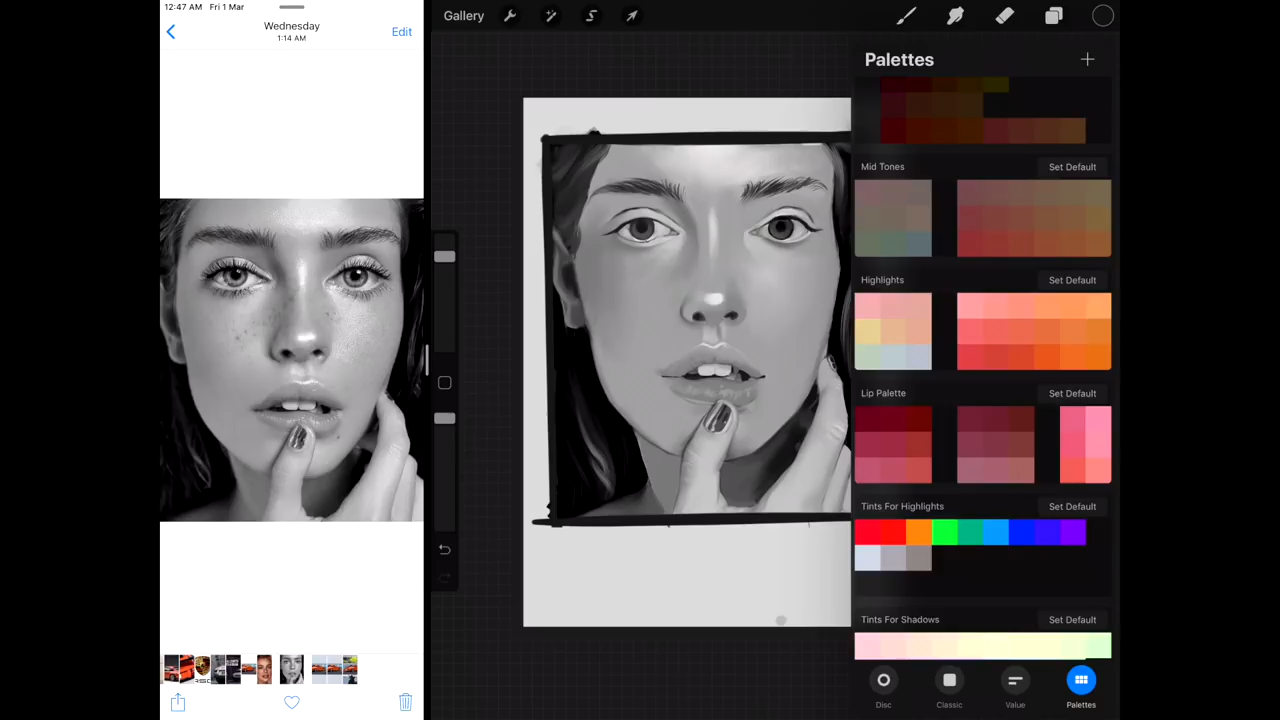 12:47 AM Fri 1 Mar
Wednesday
1:14 AM
Edit
Gallery
Palettes
Mid Tones
Set Default
Highlights
Set Default
Lip Palette
Set Default
Tints For Highlights
Set Default
Tints For Shadows
Set Default
Disc
Classic
Value
Palettes